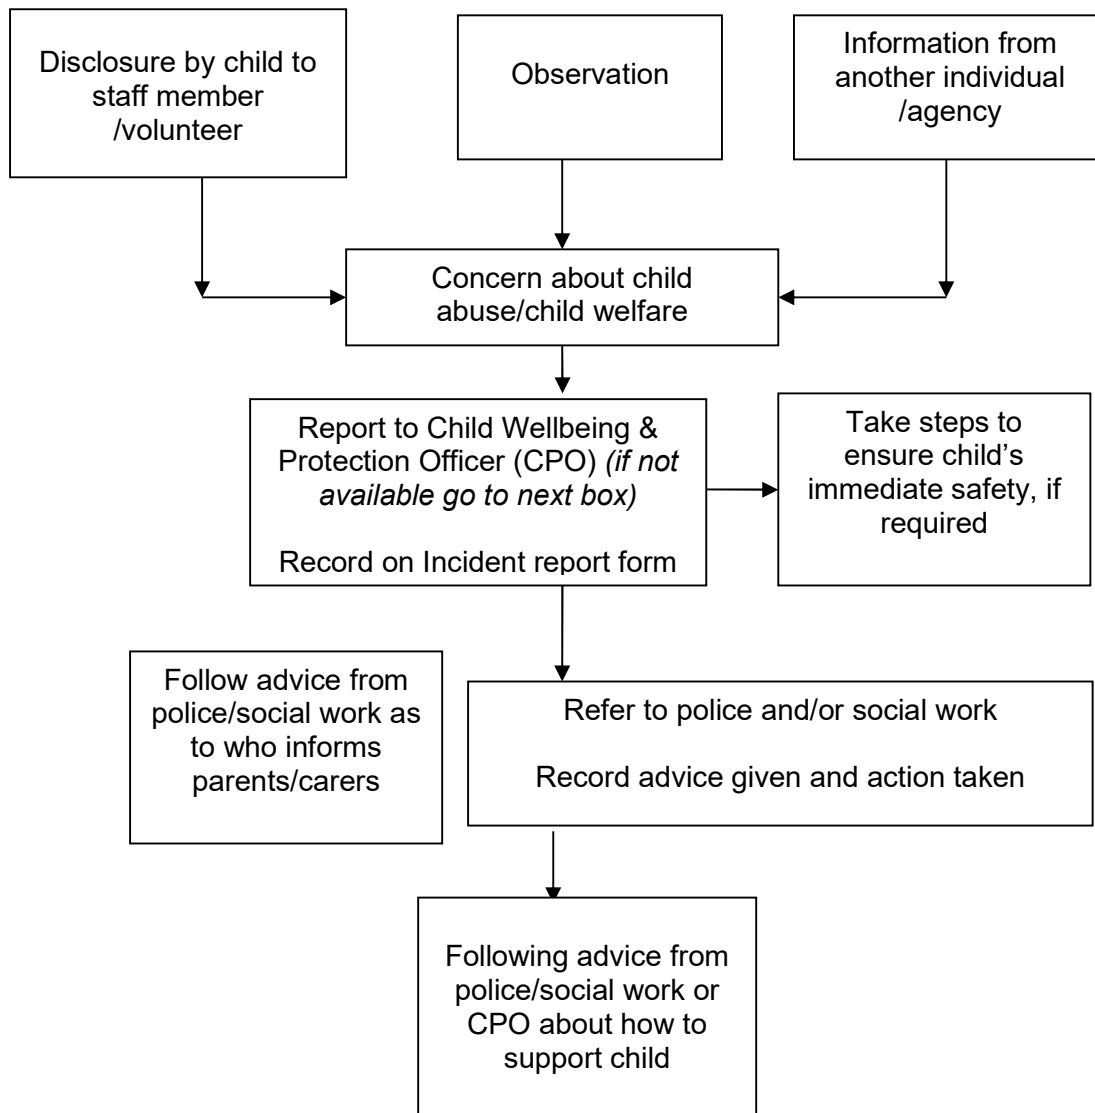 Disclosure by child to
staff member
/volunteer
Observation
Information from
another individual
/agency
Concern about child
abuse/child welfare
Report to Child Wellbeing &
Protection Officer (CPO) (if not
available go to next box)
Record on Incident report form
Take steps to
ensure child’s
immediate safety, if
required
Follow advice from
police/social work as
to who informs
parents/carers
Refer to police and/or social work
Record advice given and action taken
Following advice from
police/social work or
CPO about how to
support child